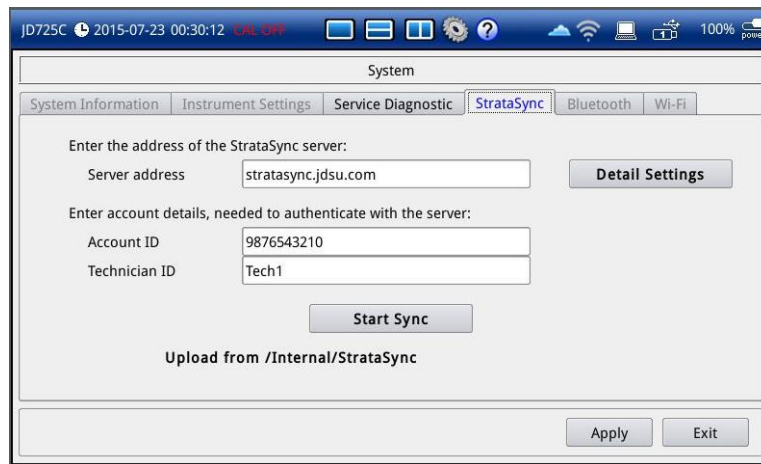 JD725C 2015-07-23 00:30:12 CAL OFF ? 1 100%
System
System Information Instrument Settings Service Diagnostic StrataSync Bluetooth Wi-Fi
Enter the address of the StrataSync server:
Server address stratasync.jdsu.com Detail Settings
Enter account details, needed to authenticate with the server:
Account ID 9876543210
Technician ID Tech1
Start Sync
Upload from /Internal/StrataSync
Apply Exit